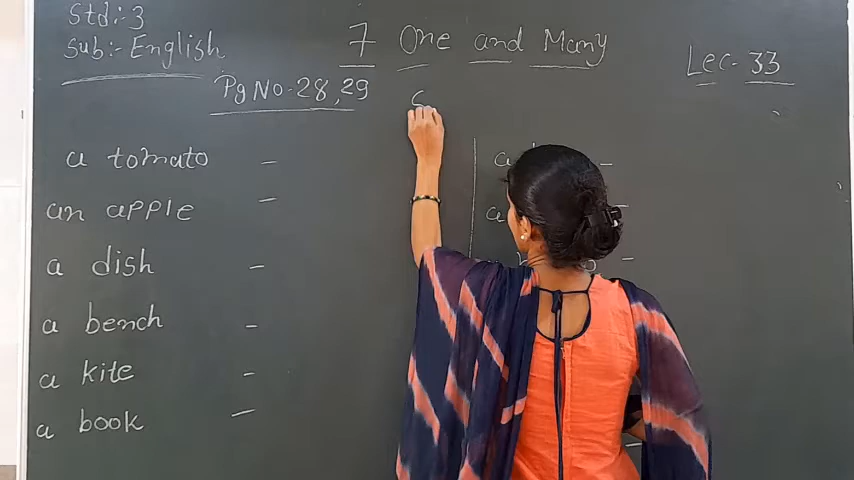 Std:- 3
Sub:- English
7 One and Many
Lec- 33
Pg No- 28, 29
a tomato -
an apple -
a dish -
a bench -
a kite -
a book -